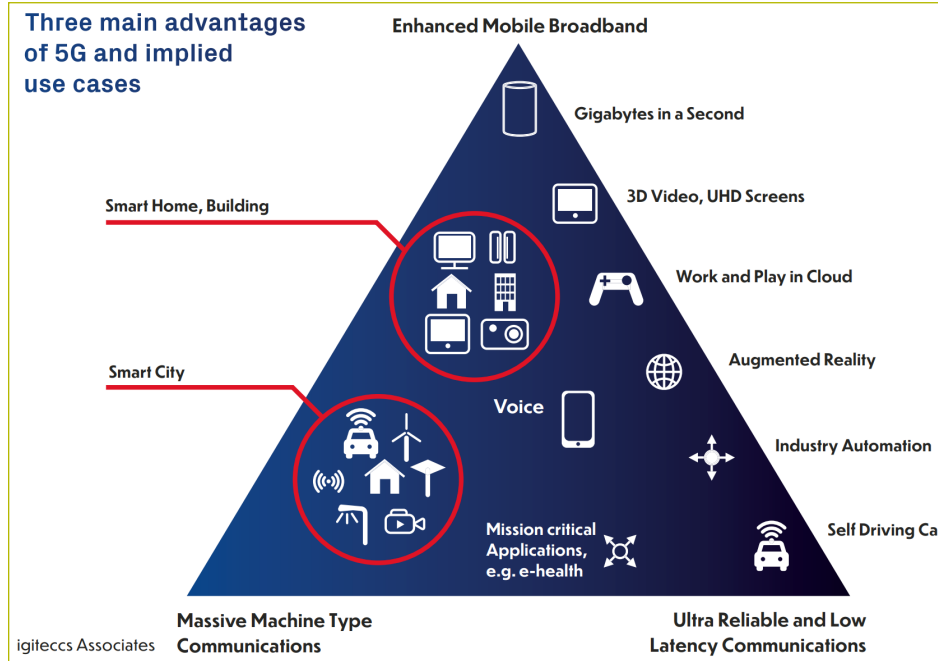 Three main advantages
of 5G and implied
use cases
Enhanced Mobile Broadband
Gigabytes in a Second
3D Video, UHD Screens
Smart Home, Building
Work and Play in Cloud
Augmented Reality
Smart City
Voice
Industry Automation
Mission critical
Applications,
e.g. e-health
Self Driving Ca
Massive Machine Type
Communications
Ultra Reliable and Low
Latency Communications
igiteccs Associates